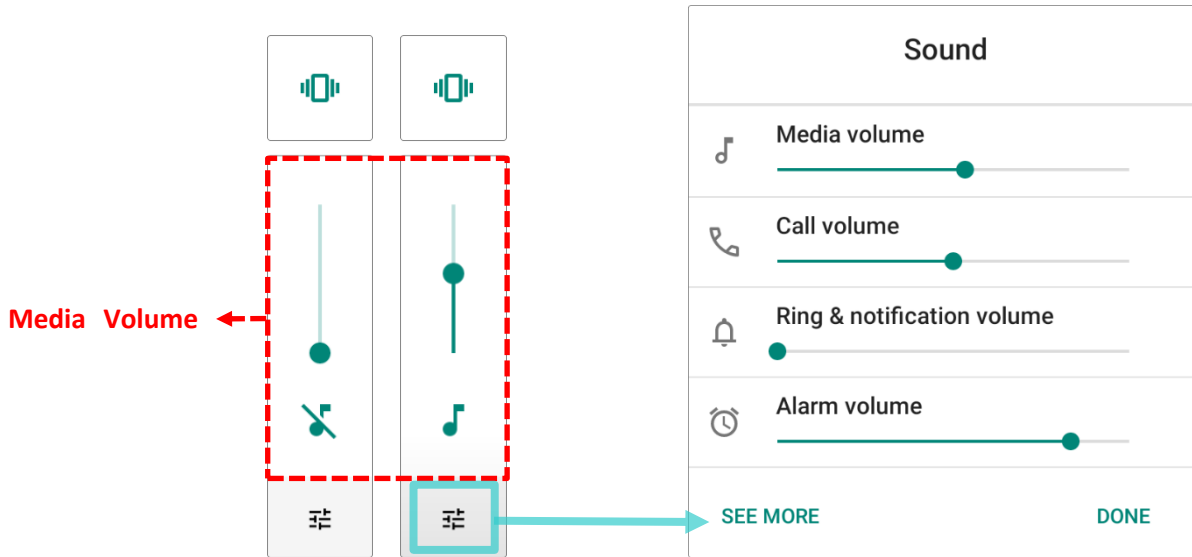 Sound
Media volume
Call volume
Media Volume
Ring & notification volume
Alarm volume
SEE MORE DONE